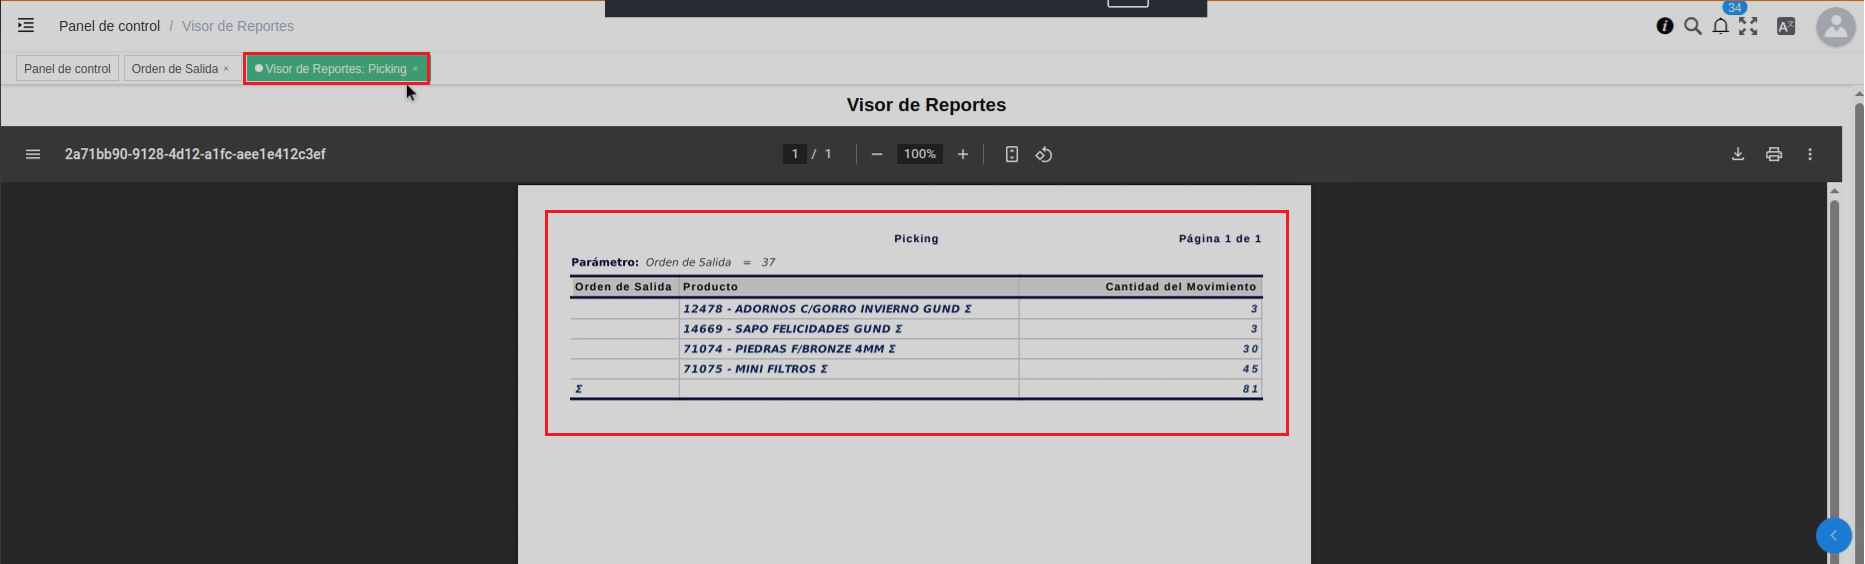 Panel de control / Visor de Reportes
34
Panel de control
Orden de Salida ×
Visor de Reportes: Picking ×
Visor de Reportes
2a71bb90-9128-4d12-a1fc-aee1e412c3ef
1 / 1
100%
Picking
Página 1 de 1
Parámetro: Orden de Salida = 37
Orden de Salida Producto Cantidad del Movimiento
12478 - ADORNOS C/GORRO INVIERNO GUND Σ 3
14669 - SAPO FELICIDADES GUND Σ 3
71074 - PIEDRAS F/BRONZE 4MM Σ 30
71075 - MINI FILTROS Σ 45
Σ 81